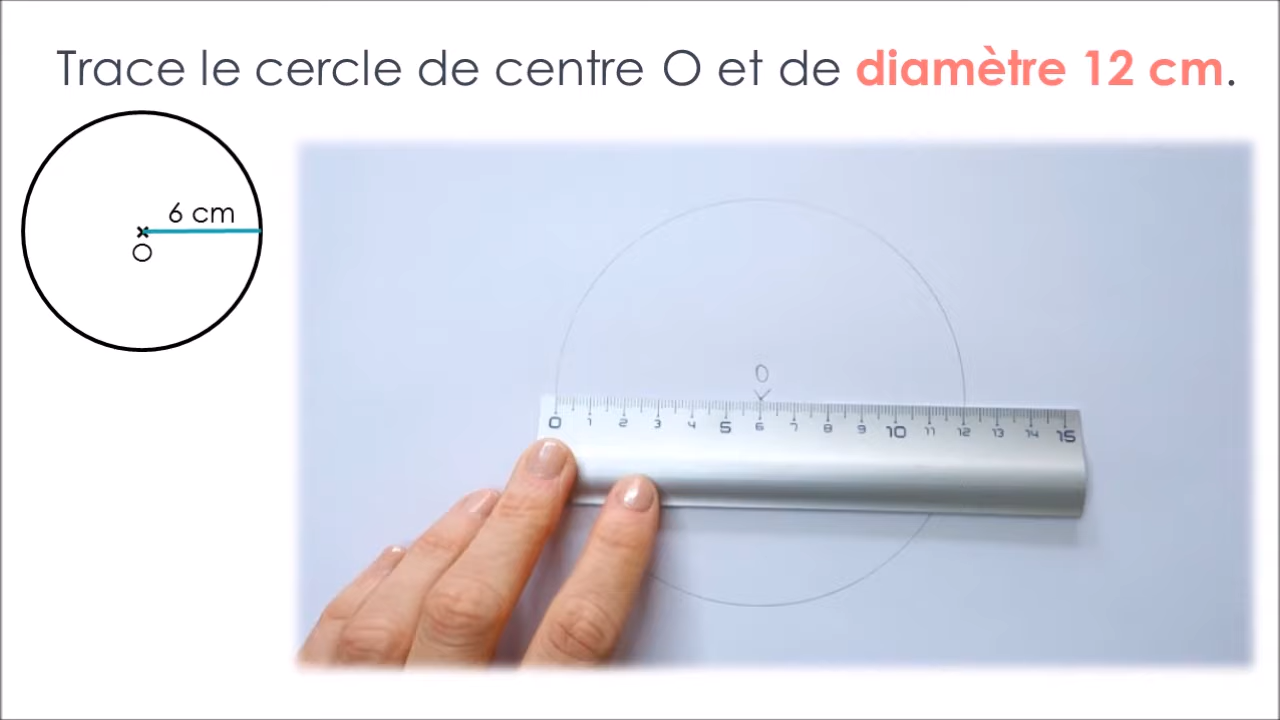 Trace le cercle de centre O et de diamètre 12 cm.
6 cm
O
O
0 1 2 3 4 5 6 7 8 9 10 11 12 13 14 15